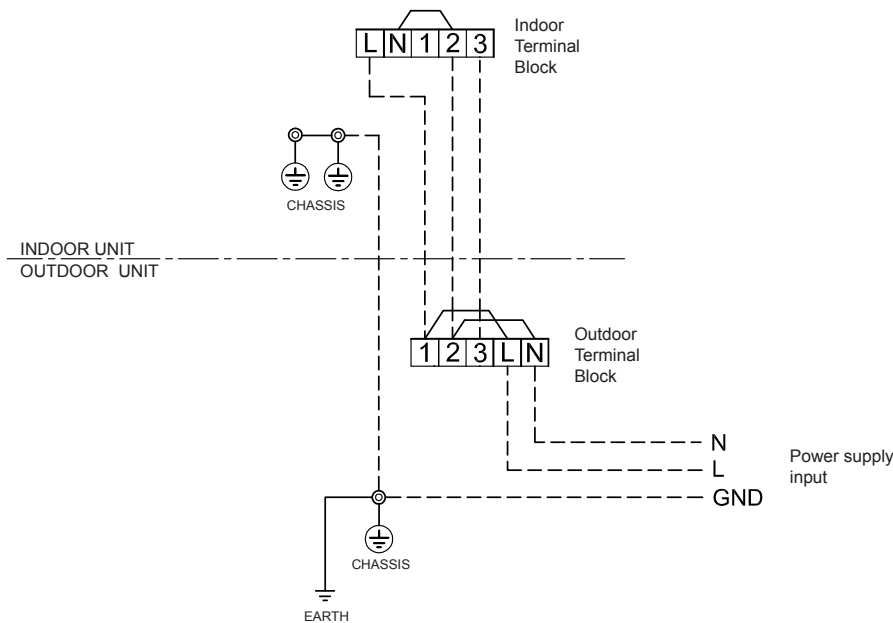 Indoor
Terminal
Block
L N 1 2 3
CHASSIS
INDOOR UNIT
OUTDOOR UNIT
1 2 3 L N
Outdoor
Terminal
Block
N
L
GND
Power supply
input
CHASSIS
EARTH